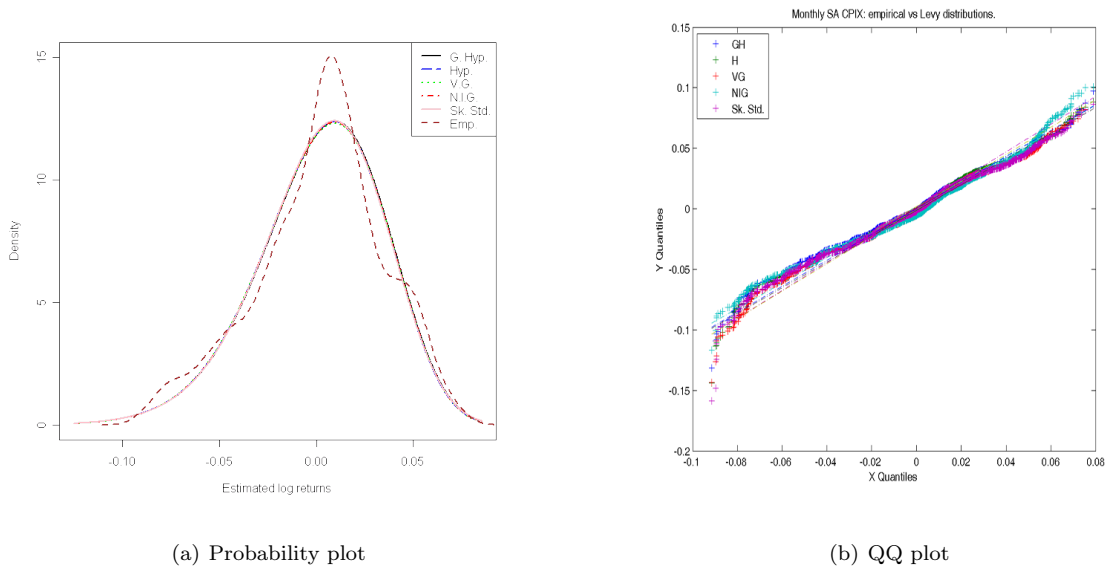 Monthly SA CPIX: empirical vs Levy distributions.
G. Hyp.
Hyp.
V.G.
N.I.G.
Sk. Std.
Emp.
Density
15
10
5
0
-0.10
-0.05
0.00
0.05
Estimated log returns
GH
H
VG
NIG
Sk. Std.
Y Quantiles
0.15
0.1
0.05
0
-0.05
-0.1
-0.15
-0.2
-0.1
-0.08
-0.06
-0.04
-0.02
0
0.02
0.04
0.06
0.08
X Quantiles
(a) Probability plot
(b) QQ plot